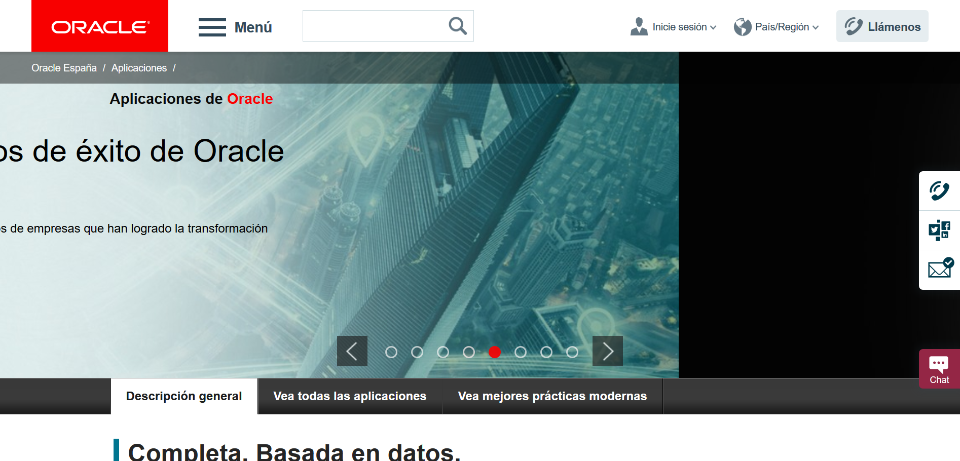 ORACLE
Menú
Inicie sesión
País/Región
Llámenos
Oracle España / Aplicaciones /
Aplicaciones de Oracle
os de éxito de Oracle
s de empresas que han logrado la transformación
Chat
Descripción general
Vea todas las aplicaciones
Vea mejores prácticas modernas
Completa. Basada en datos.